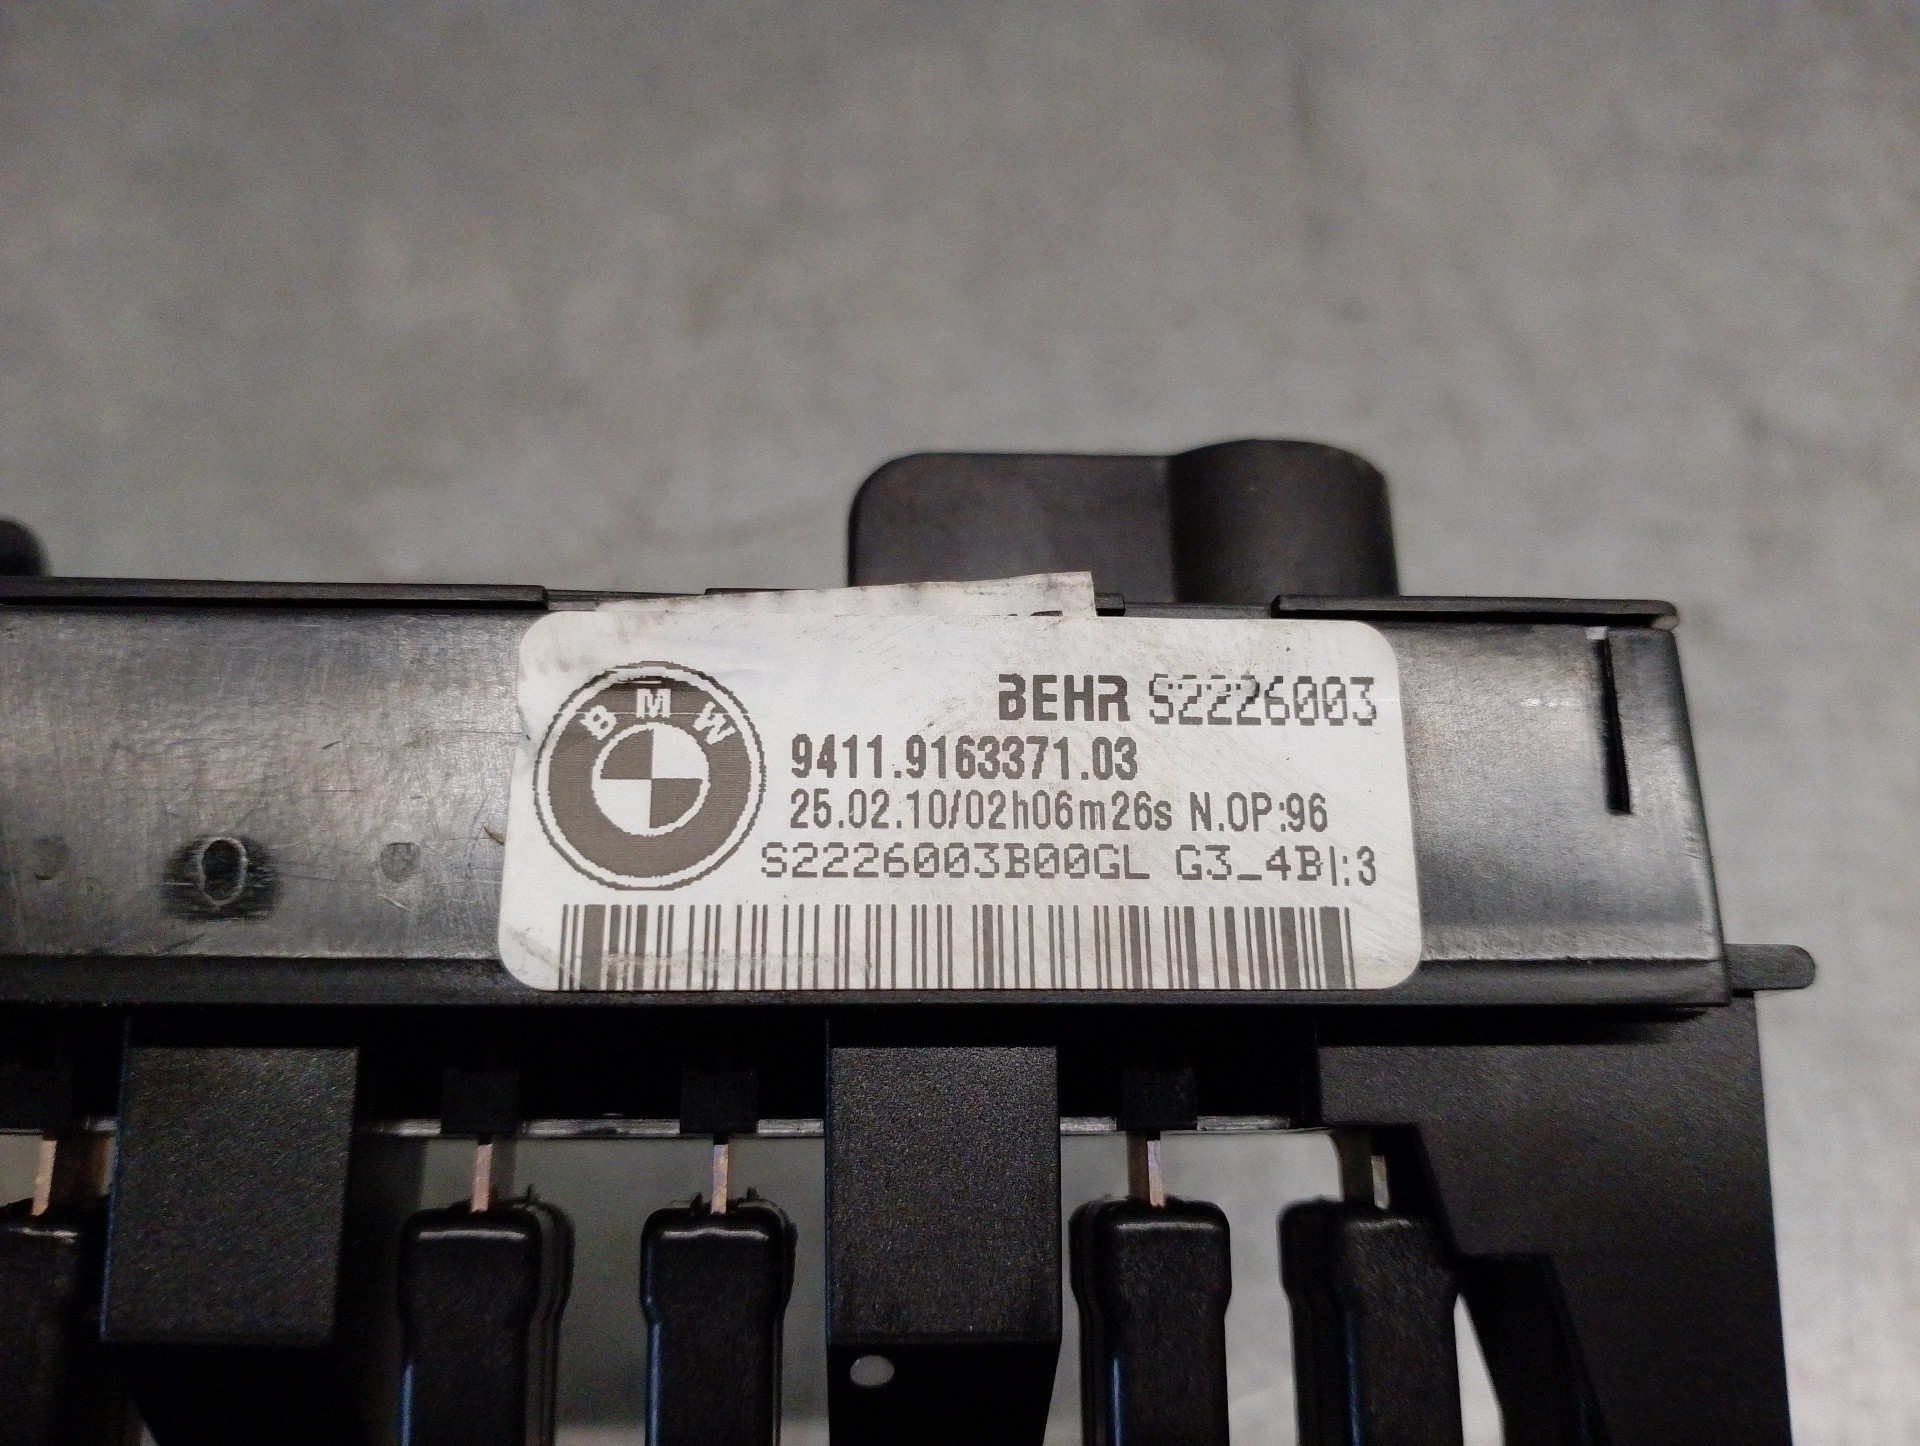 BMW
BEHR S2226003
9411.9163371.03
25.02.10/02h06m26s N.OP:96
S2226003B00GL G3_4B|:3